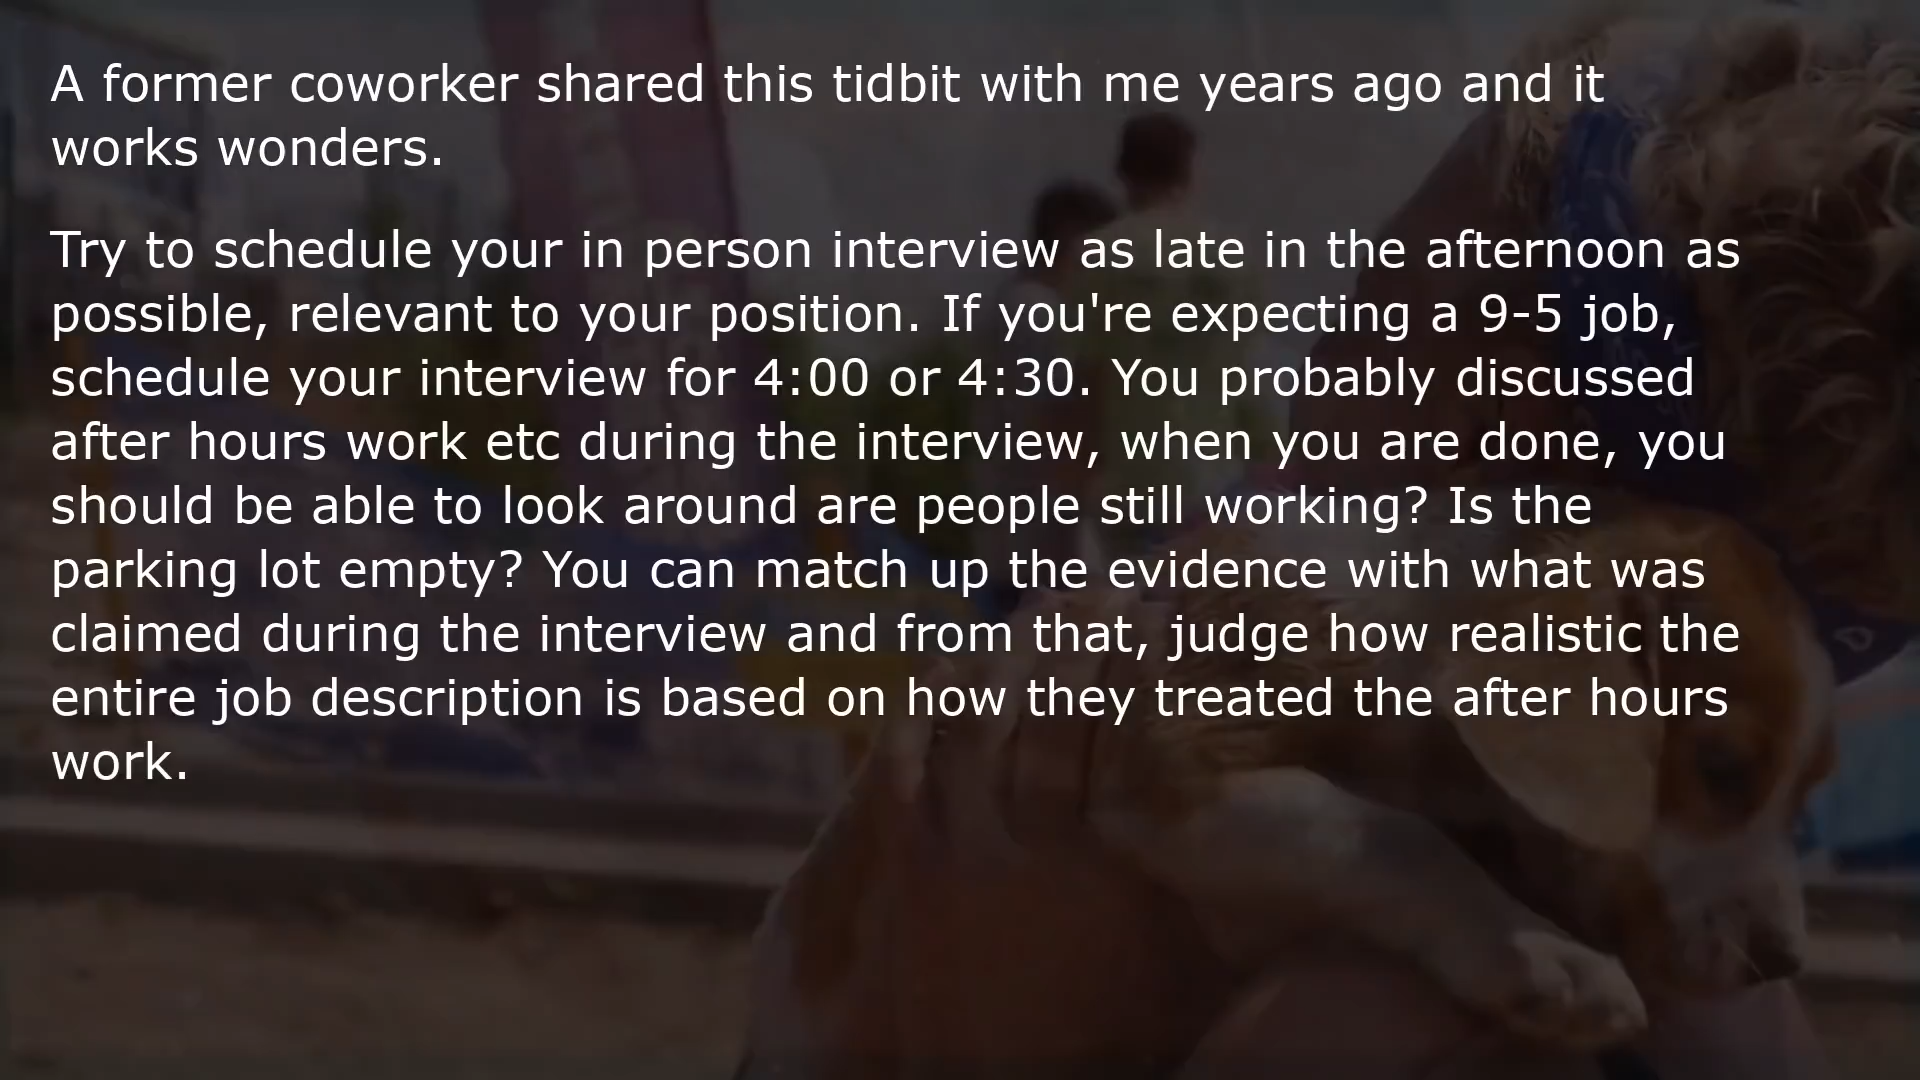 A former coworker shared this tidbit with me years ago and it
works wonders.
Try to schedule your in person interview as late in the afternoon as
possible, relevant to your position. If you're expecting a 9-5 job,
schedule your interview for 4:00 or 4:30. You probably discussed
after hours work etc during the interview, when you are done, you
should be able to look around are people still working? Is the
parking lot empty? You can match up the evidence with what was
claimed during the interview and from that, judge how realistic the
entire job description is based on how they treated the after hours
work.